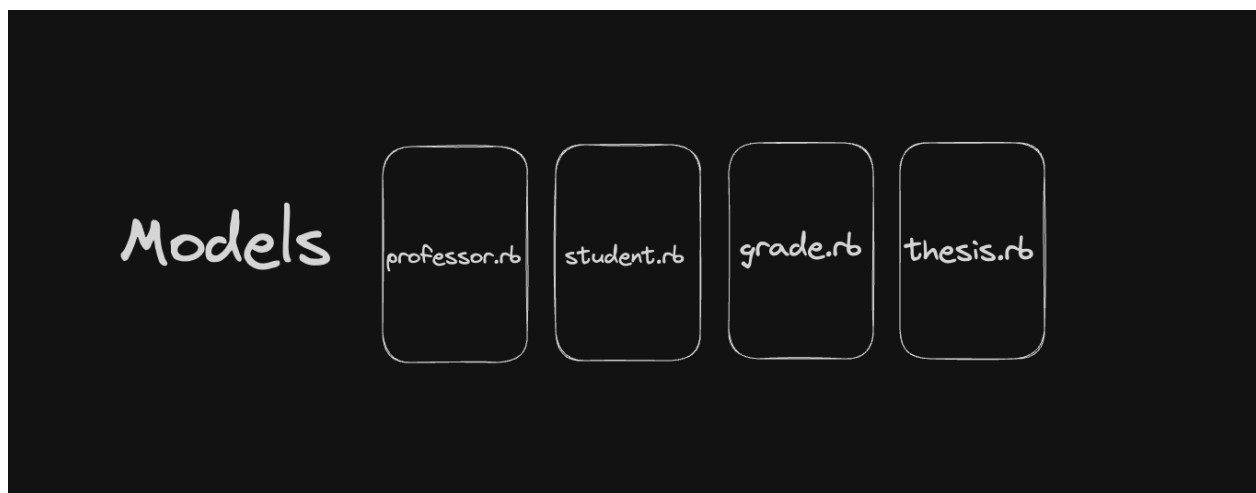 Models
professor.rb
student.rb
grade.rb
thesis.rb